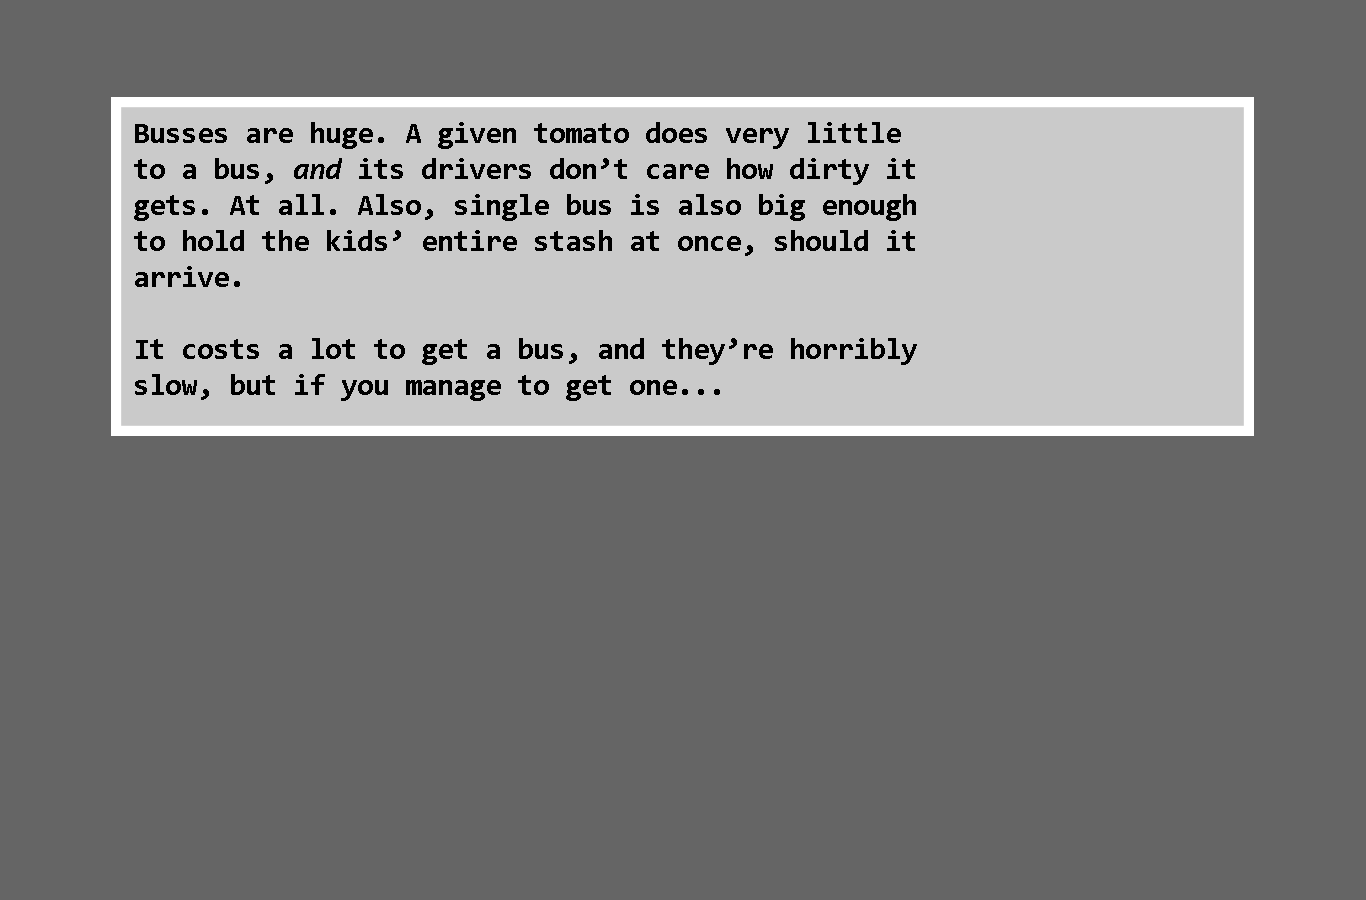 Busses are huge. A given tomato does very little
to a bus, and its drivers don’t care how dirty it
gets. At all. Also, single bus is also big enough
to hold the kids’ entire stash at once, should it
arrive.
It costs a lot to get a bus, and they’re horribly
slow, but if you manage to get one...